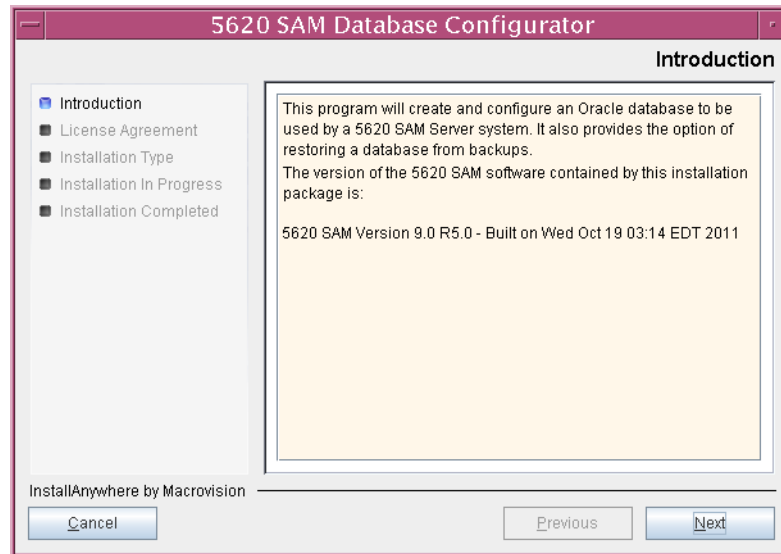 5620 SAM Database Configurator
Introduction
Introduction
License Agreement
Installation Type
Installation In Progress
Installation Completed
This program will create and configure an Oracle database to be
used by a 5620 SAM Server system. It also provides the option of
restoring a database from backups.
The version of the 5620 SAM software contained by this installation
package is:
5620 SAM Version 9.0 R5.0 - Built on Wed Oct 19 03:14 EDT 2011
InstallAnywhere by Macrovision
Cancel
Previous
Next